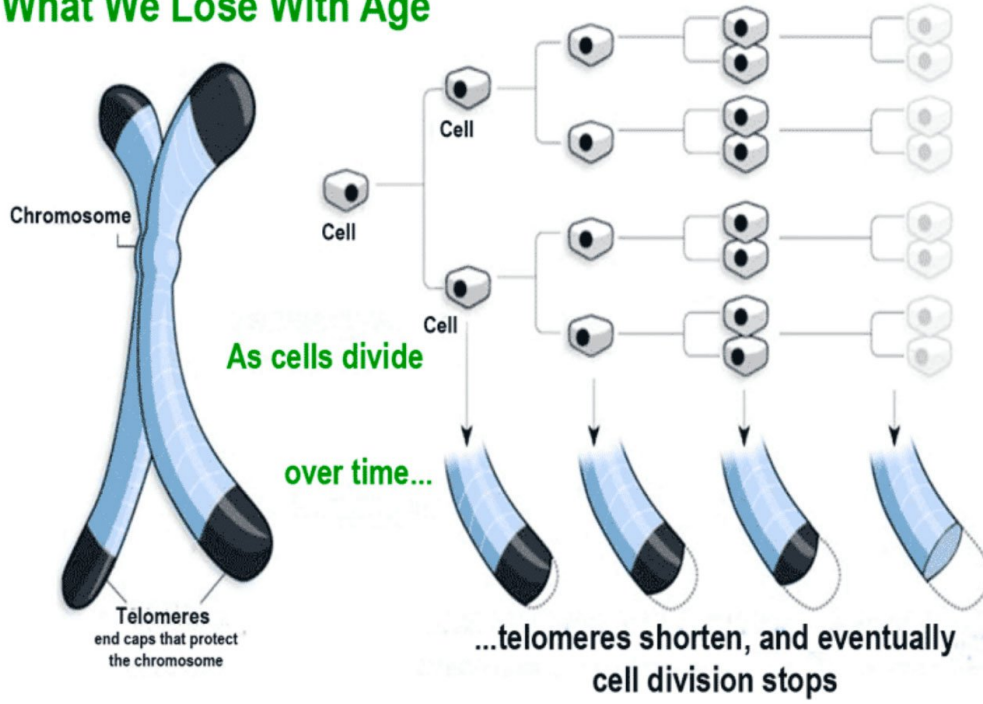 What We Lose With Age
Cell
Cell
Chromosome
Cell
As cells divide
over time...
Telomeres
end caps that protect
the chromosome
...telomeres shorten, and eventually
cell division stops